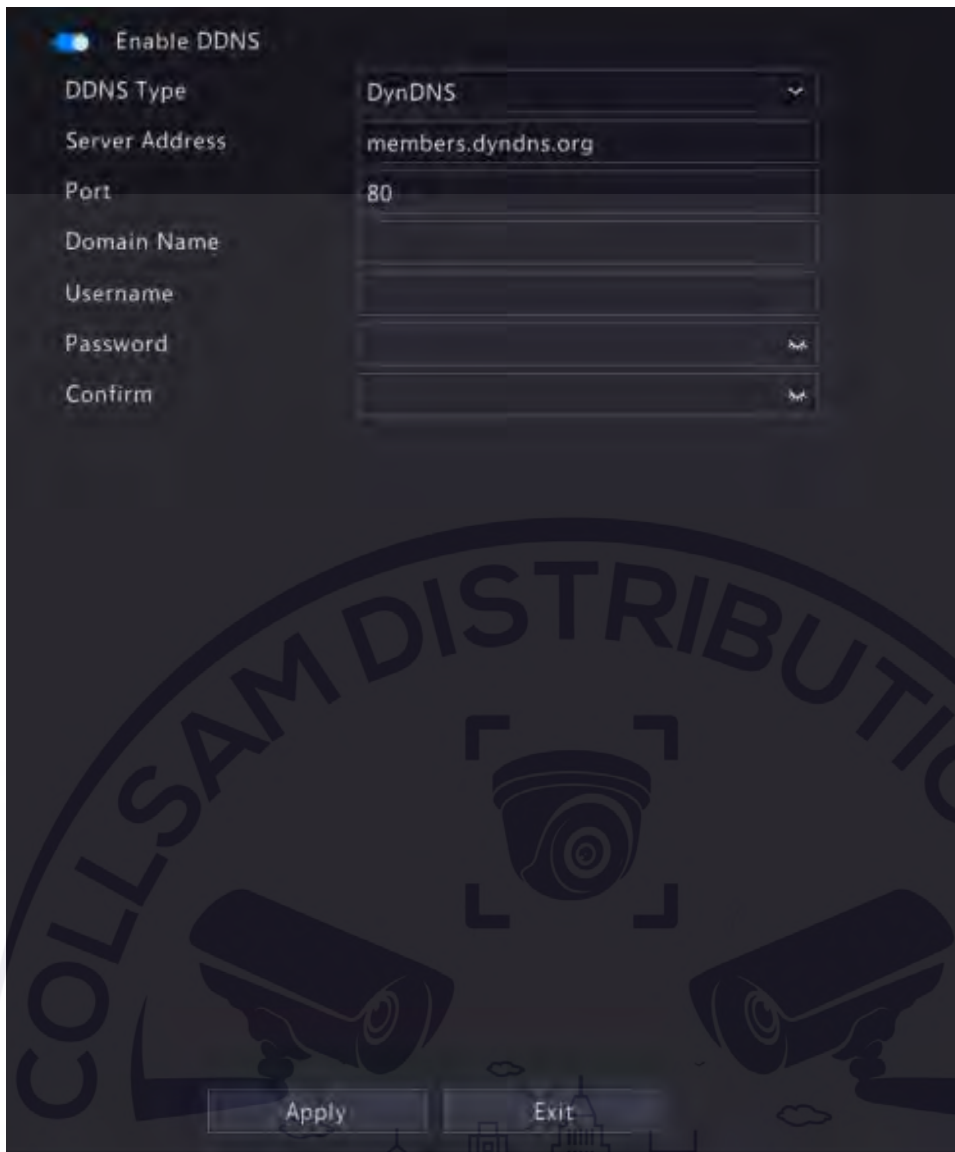 Enable DDNS
DDNS Type DynDNS
Server Address members.dyndns.org
Port 80
Domain Name
Username
Password
Confirm
COLLSAM
Apply Exit